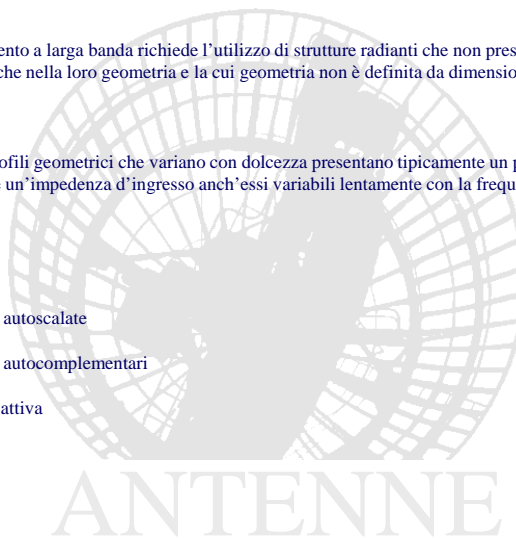 ento a larga banda richiede l’utilizzo di strutture radianti che non pres
che nella loro geometria e la cui geometria non è definita da dimensio
ofili geometrici che variano con dolcezza presentano tipicamente un p
e un’impedenza d’ingresso anch’essi variabili lentamente con la frequ
autoscalate
autocomplementari
attiva
ANTENNE